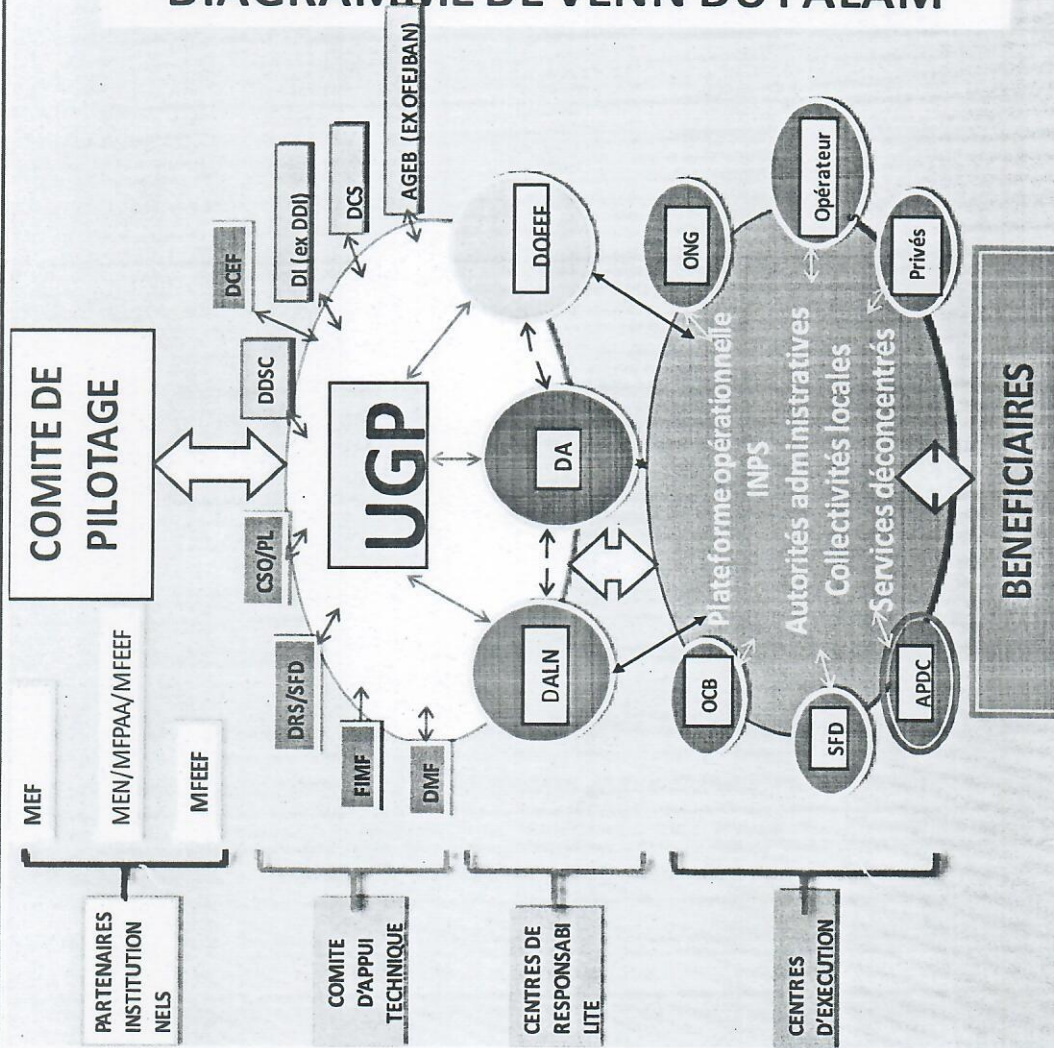 DIAGRAMME DE VENN DU PALAM
COMITE DE
PILOTAGE
MEF
MEN/MFPAA/MFEEF
MFEEF
PARTENAIRES
INSTITUTION
NELS
COMITE
D'APPUI
TECHNIQUE
DMF
FIMF
DRS/SFD
CSO/PL
DDSC
DCEF
DI (ex DDI)
DCS
AGEB (EX OFEJBAN)
UGP
CENTRES DE
RESPONSABI
LITE
DALN
DA
DOFEF
CENTRES
D'EXECUTION
OCB
SFD
APDC
ONG
Opérateur
s
Privés
Plateforme opérationnelle
INPS
Autorités administratives
Collectivités locales
Services déconcentrés
BENEFICIAIRES